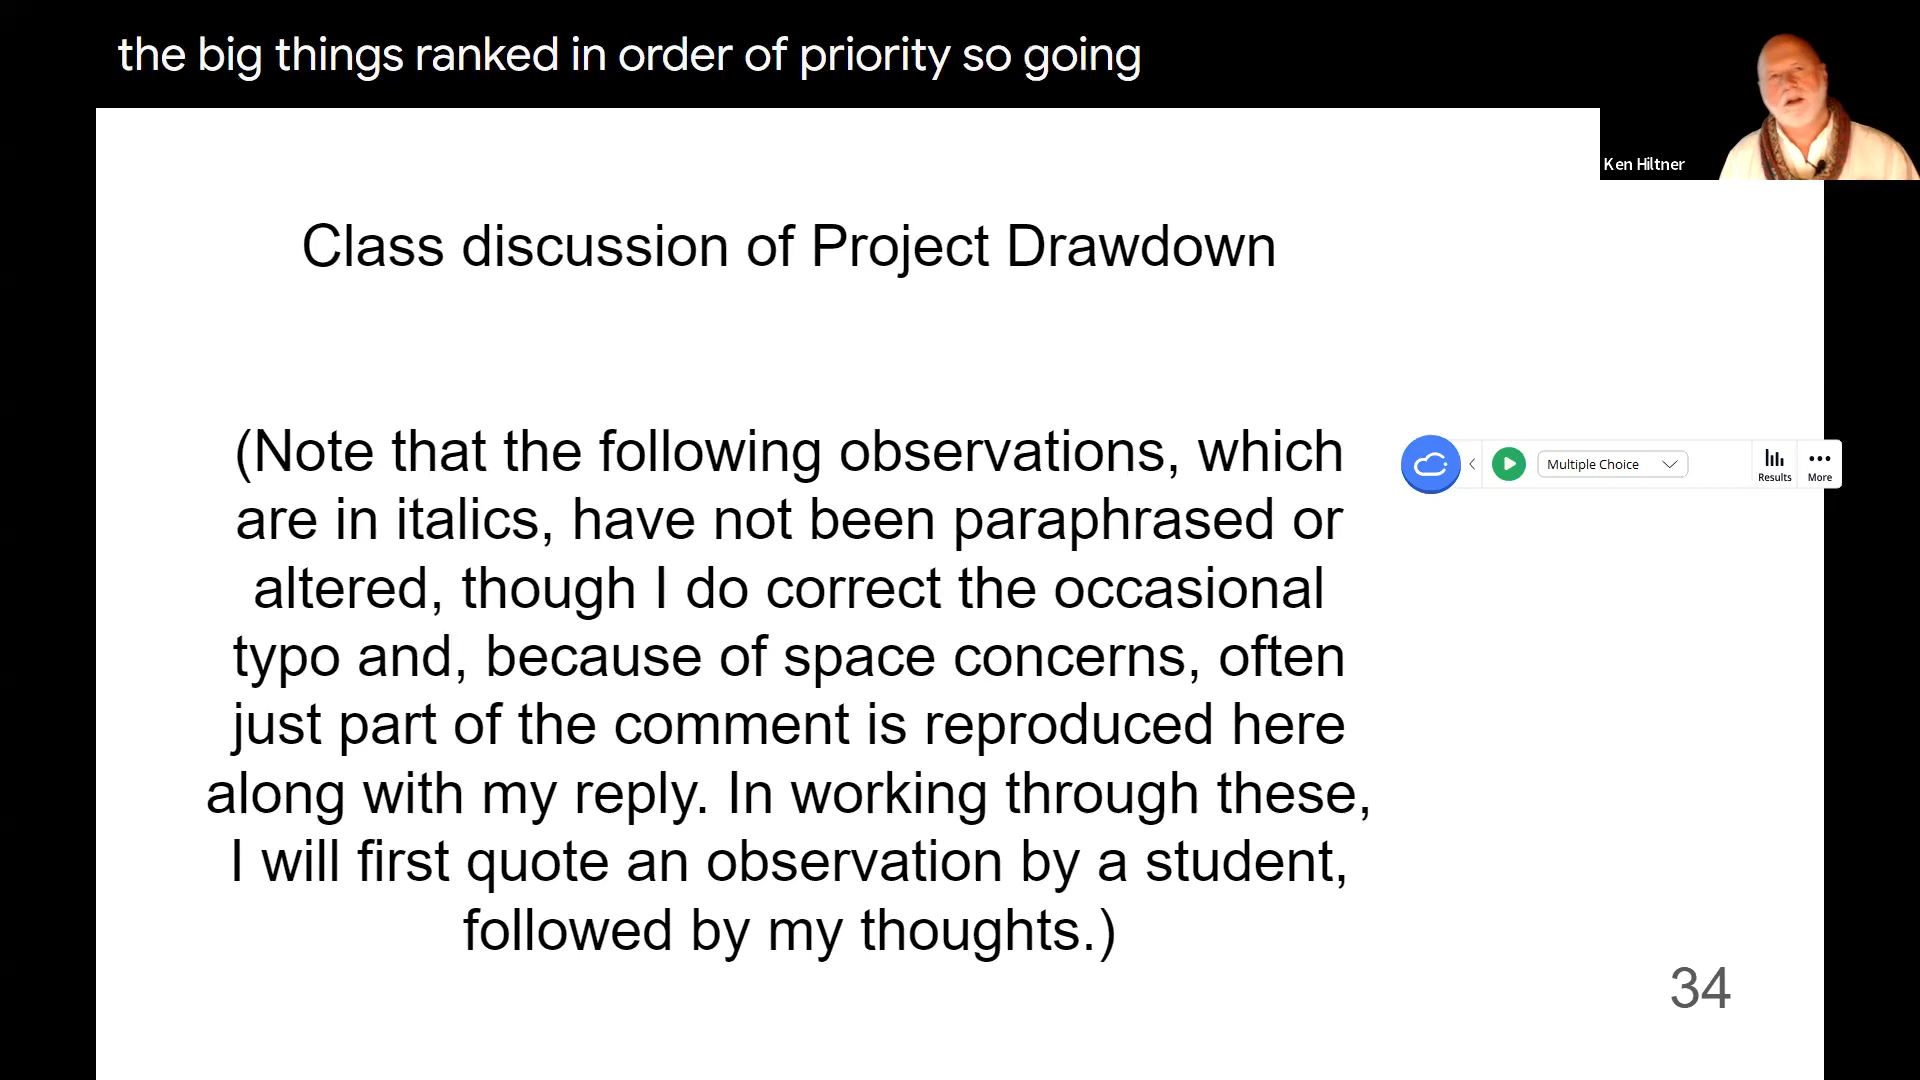 the big things ranked in order of priority so going
Ken Hiltner
Class discussion of Project Drawdown
(Note that the following observations, which
are in italics, have not been paraphrased or
altered, though I do correct the occasional
typo and, because of space concerns, often
just part of the comment is reproduced here
along with my reply. In working through these,
I will first quote an observation by a student,
followed by my thoughts.)
Multiple Choice
Results
More
34